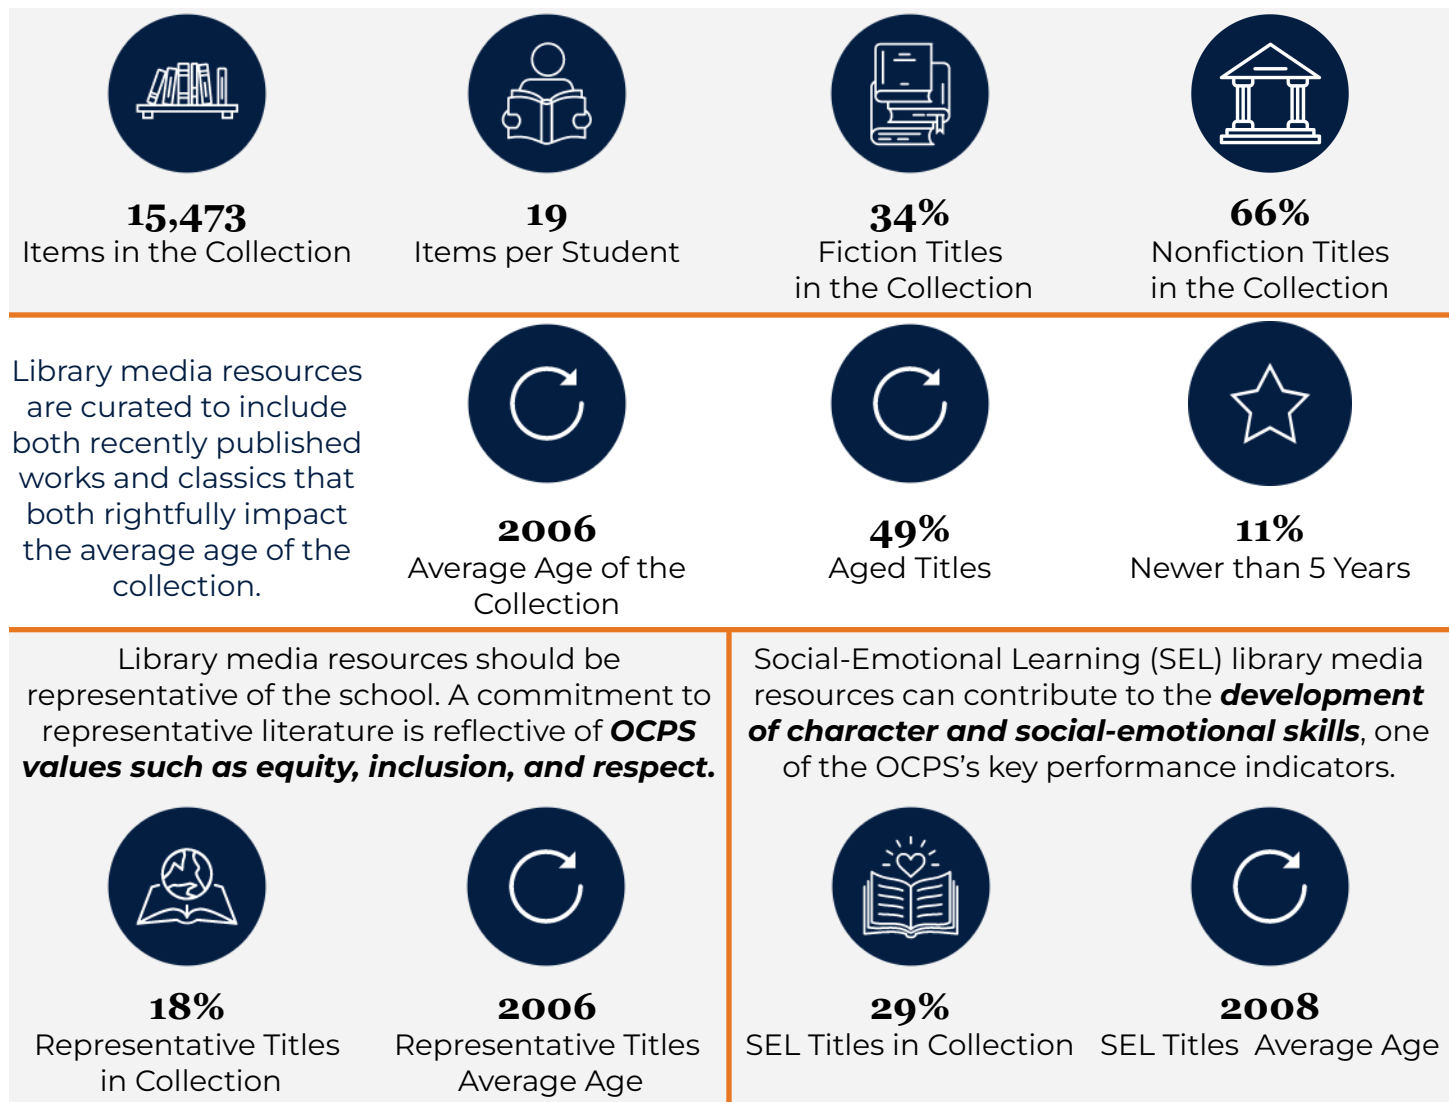 15,473
Items in the Collection
19
Items per Student
34%
Fiction Titles
in the Collection
66%
Nonfiction Titles
in the Collection
Library media resources
are curated to include
both recently published
works and classics that
both rightfully impact
the average age of the
collection.
2006
Average Age of the
Collection
49%
Aged Titles
11%
Newer than 5 Years
Library media resources should be
representative of the school. A commitment to
representative literature is reflective of OCPS
values such as equity, inclusion, and respect.
18%
Representative Titles
in Collection
2006
Representative Titles
Average Age
Social-Emotional Learning (SEL) library media
resources can contribute to the development
of character and social-emotional skills, one
of the OCPS's key performance indicators.
29%
SEL Titles in Collection
2008
SEL Titles  Average Age